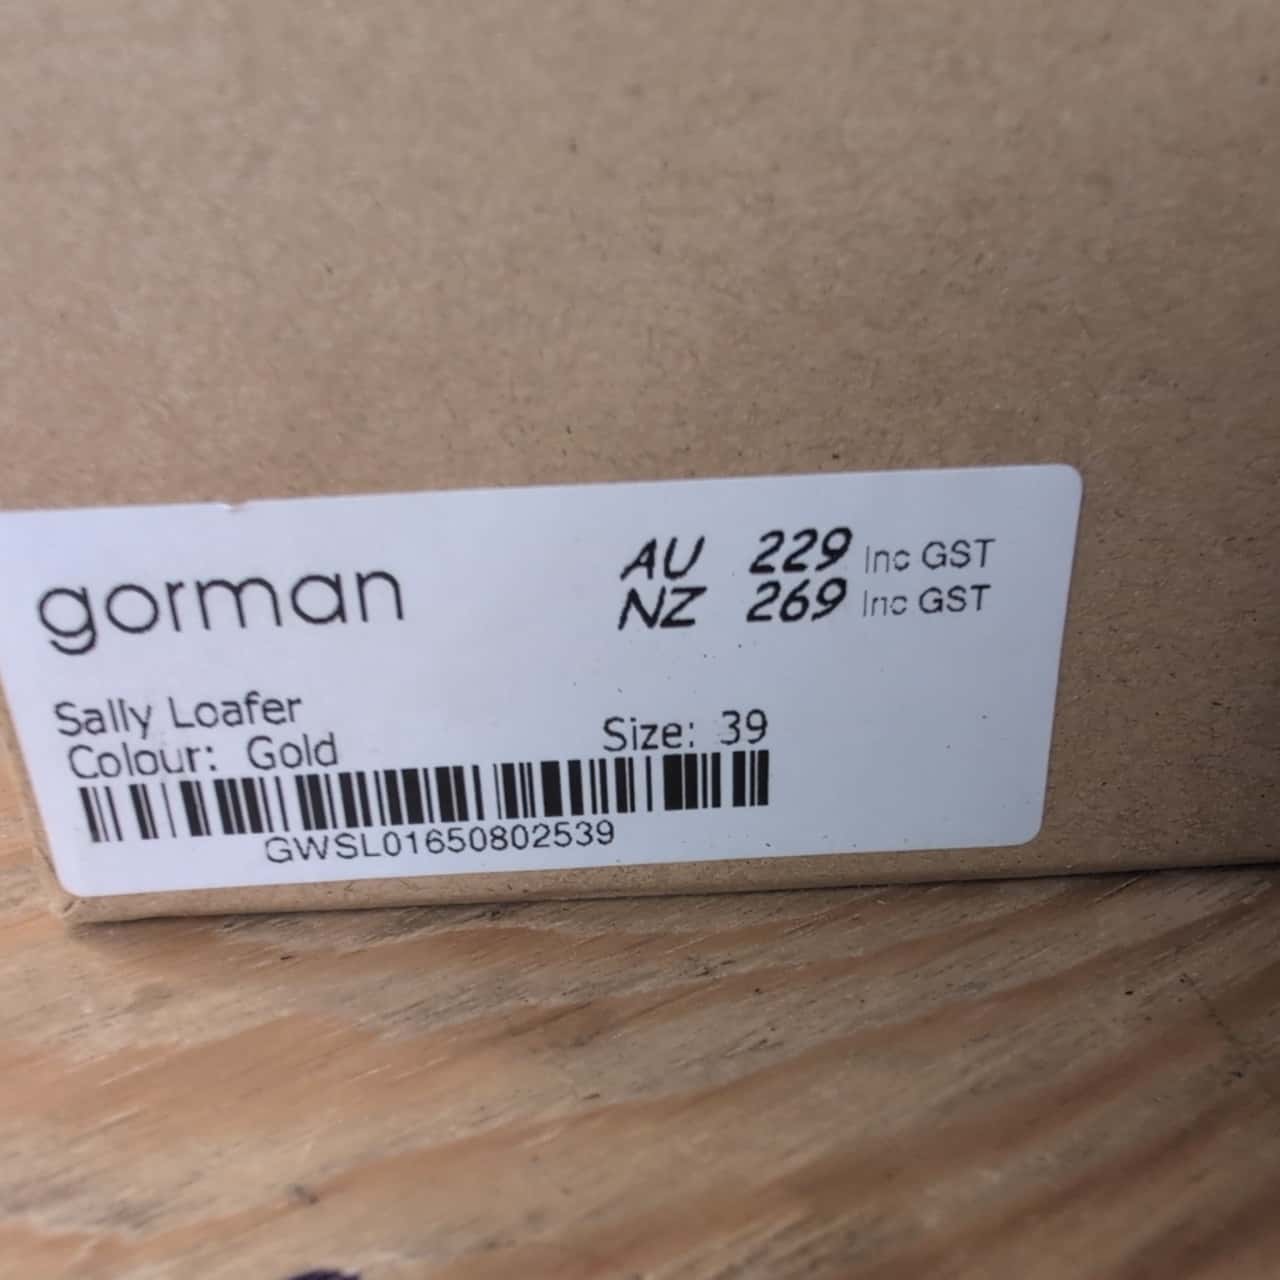 gorman
AU 229 Inc GST
NZ 269 Inc GST
Sally Loafer
Colour: Gold
Size: 39
GWSL01650802539